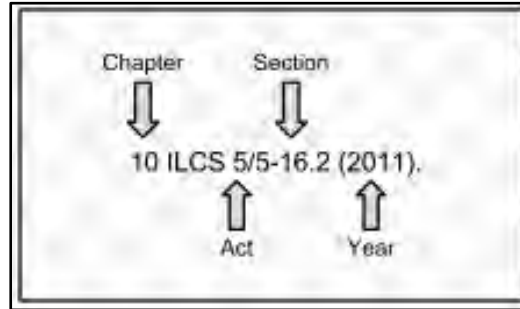 Chapter Section
10 ILCS 5/5-16.2 (2011).
Act Year